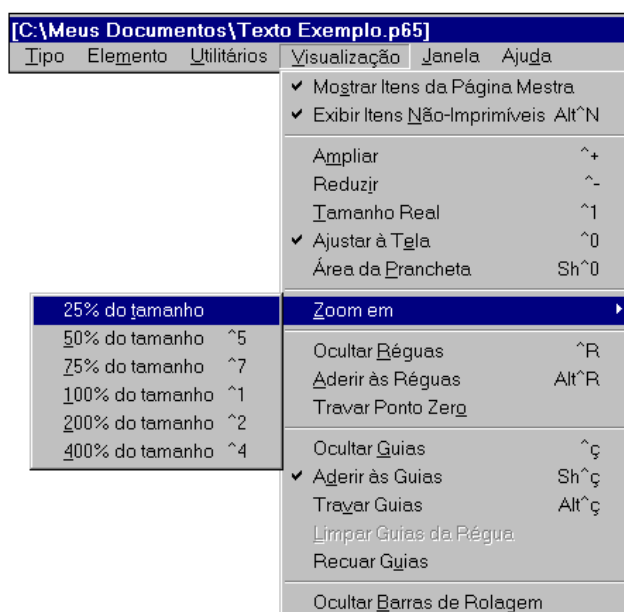 [C:\Meus Documentos\Texto Exemplo.p65]
Tipo Elemento Utilitários Visualização Janela Ajuda
✔ Mostrar Itens da Página Mestra
✔ Exibir Itens Não-Imprimíveis Alt^N
Ampliar ^+
Reduzir ^-
Tamanho Real ^1
✔ Ajustar à Tela ^0
Área da Prancheta Sh^0
Zoom em
25% do tamanho
50% do tamanho ^5
75% do tamanho ^7
100% do tamanho ^1
200% do tamanho ^2
400% do tamanho ^4
Ocultar Réguas ^R
Aderir às Réguas Alt^R
Travar Ponto Zero
Ocultar Guias ^ç
✔ Aderir às Guias Sh^ç
Travar Guias Alt^ç
Limpar Guias da Régua
Recuar Guias
Ocultar Barras de Rolagem